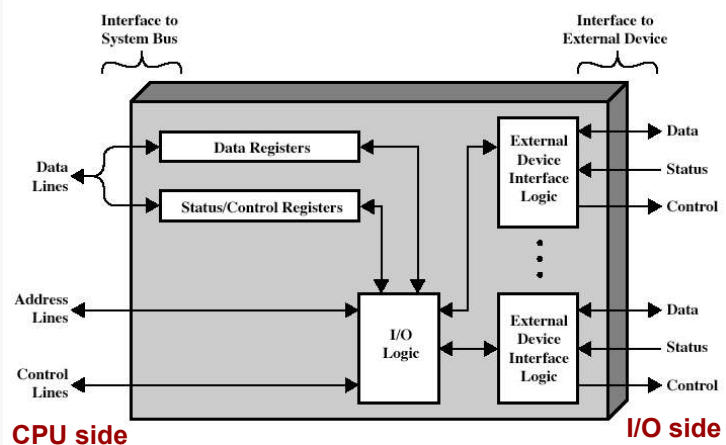 Interface to
System Bus
Interface to
External Device
Data Registers
Status/Control Registers
Data
Lines
Address
Lines
Control
Lines
I/O
Logic
External
Device
Interface
Logic
Data
Status
Control
External
Device
Interface
Logic
Data
Status
Control
CPU side
I/O side